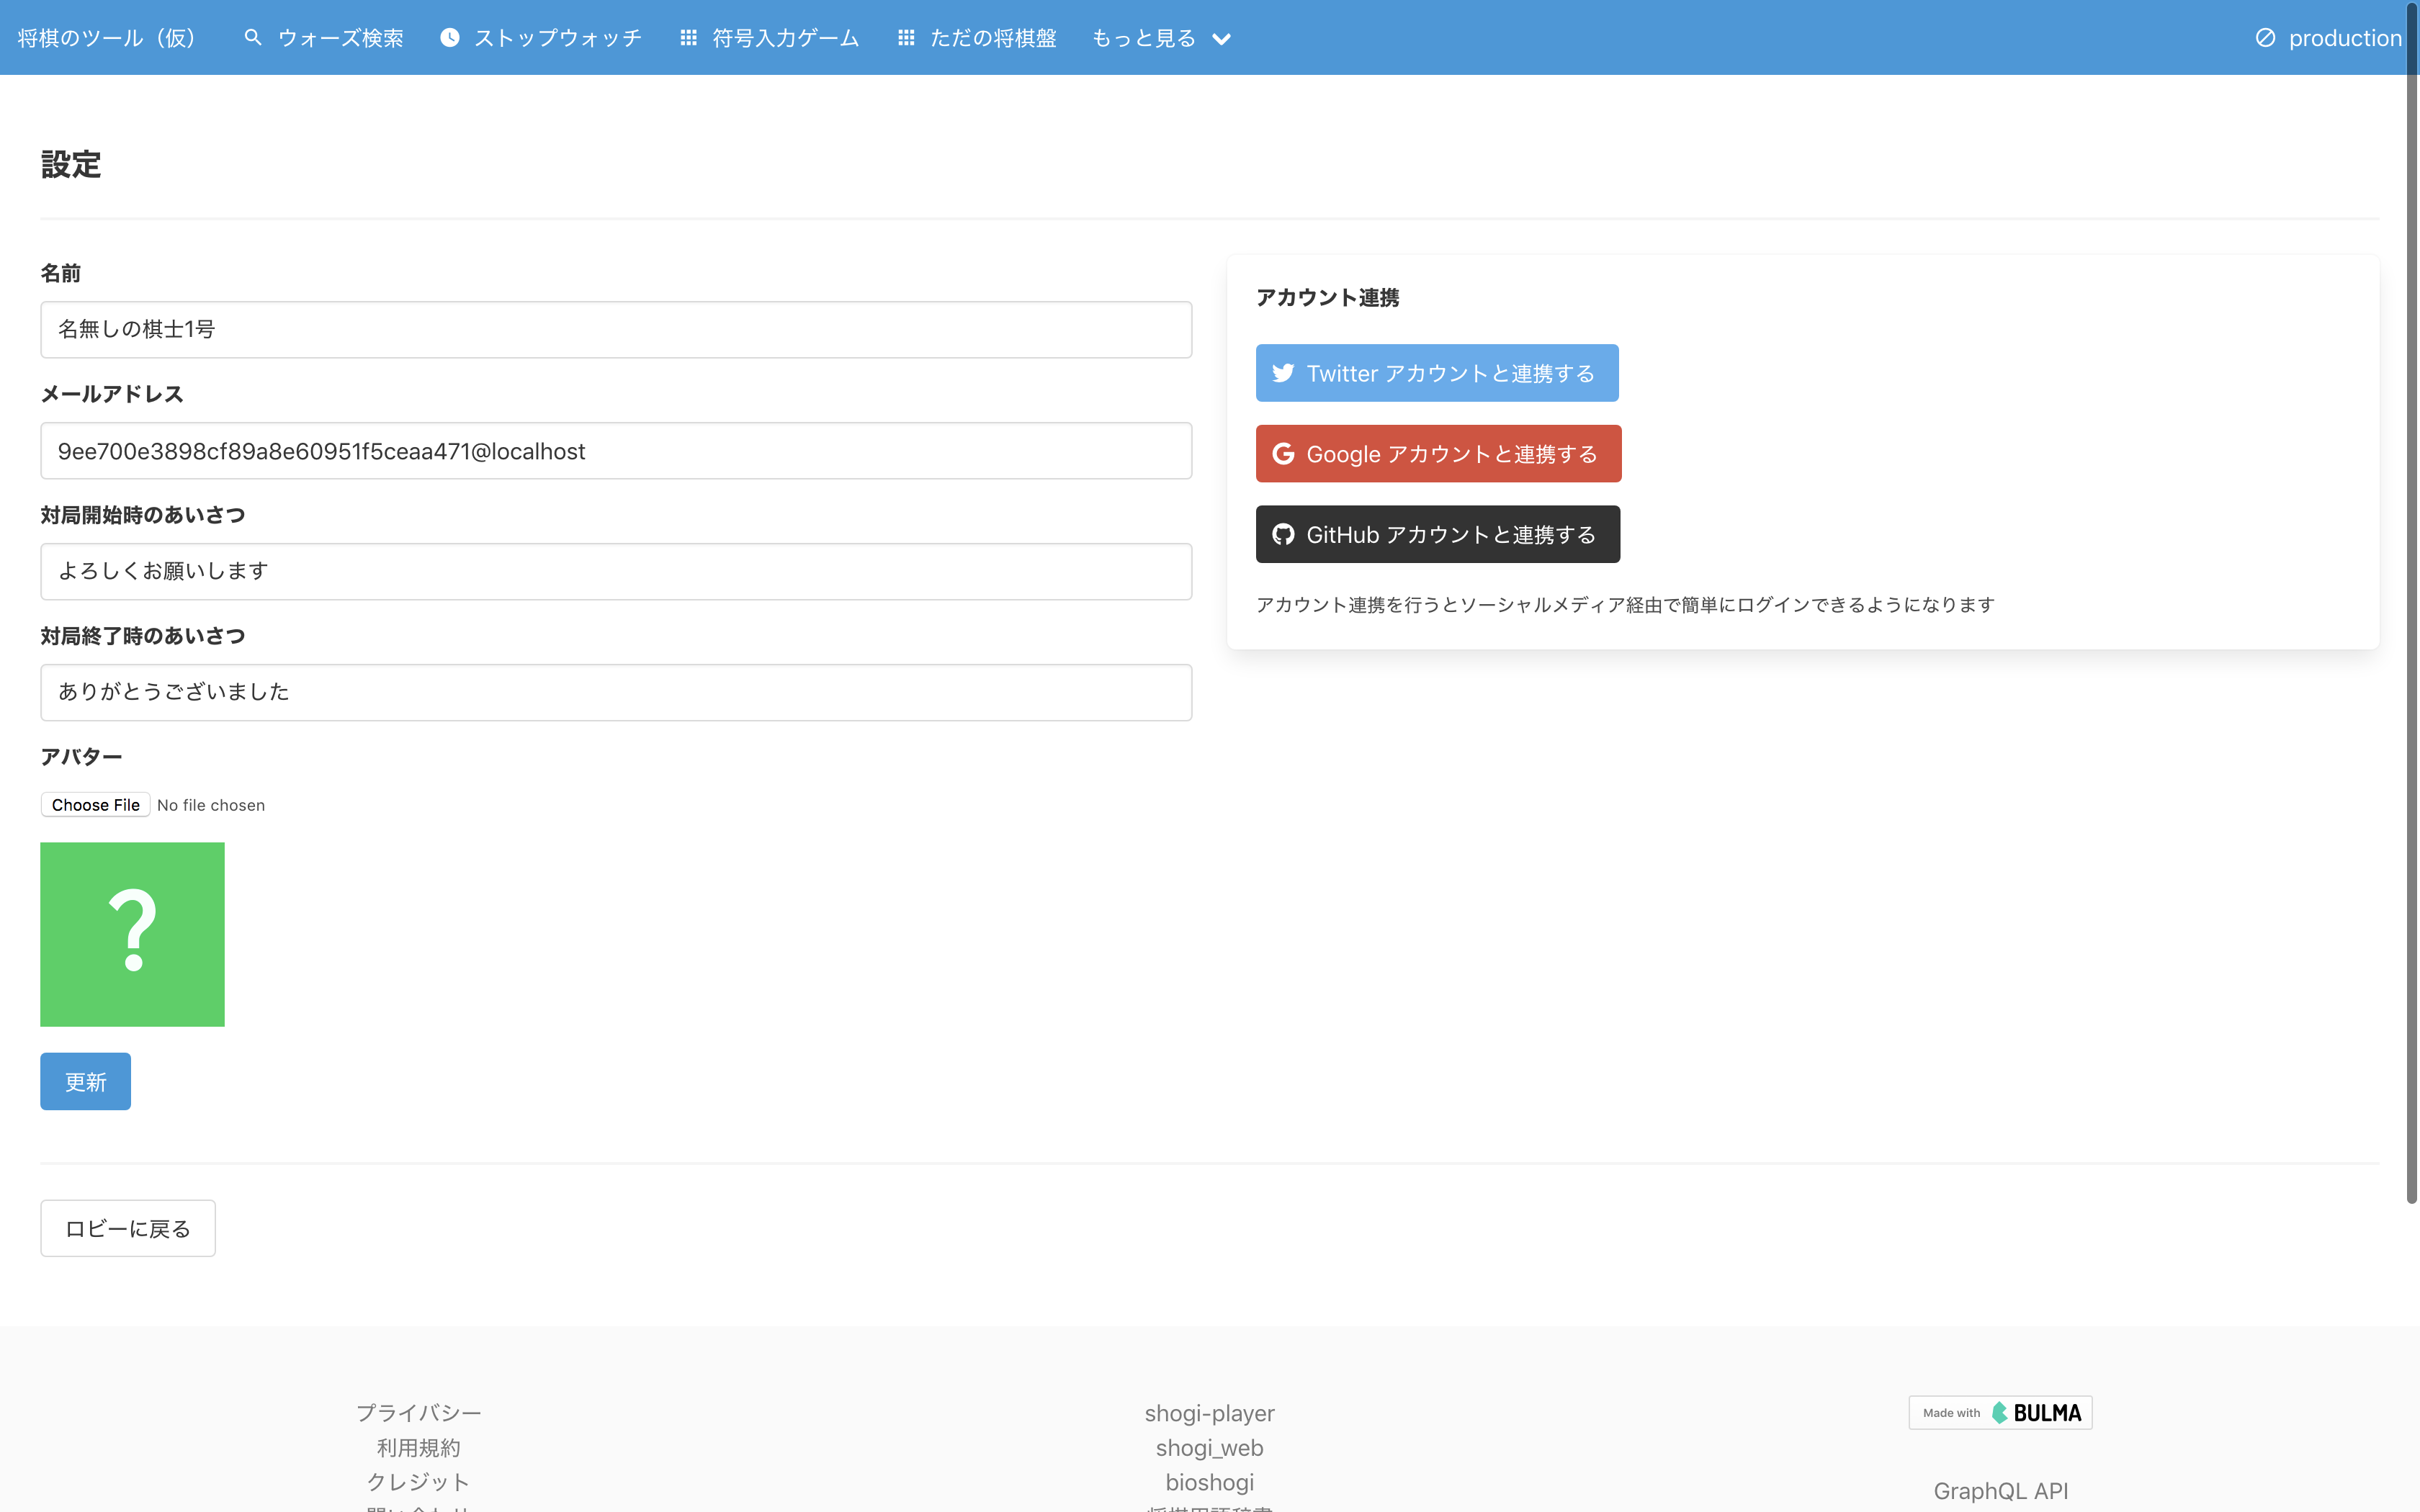 将棋のツール（仮） ウォーズ検索 ストップウォッチ 符号入力ゲーム ただの将棋盤 もっと見る production
設定
名前
名無しの棋士1号
メールアドレス
9ee700e3898cf89a8e60951f5ceaa471@localhost
対局開始時のあいさつ
よろしくお願いします
対局終了時のあいさつ
ありがとうございました
アバター
Choose File No file chosen
?
更新
アカウント連携
Twitter アカウントと連携する
Google アカウントと連携する
GitHub アカウントと連携する
アカウント連携を行うとソーシャルメディア経由で簡単にログインできるようになります
ロビーに戻る
プライバシー
利用規約
クレジット
shogi-player
shogi_web
bioshogi
Made with BULMA
GraphQL API